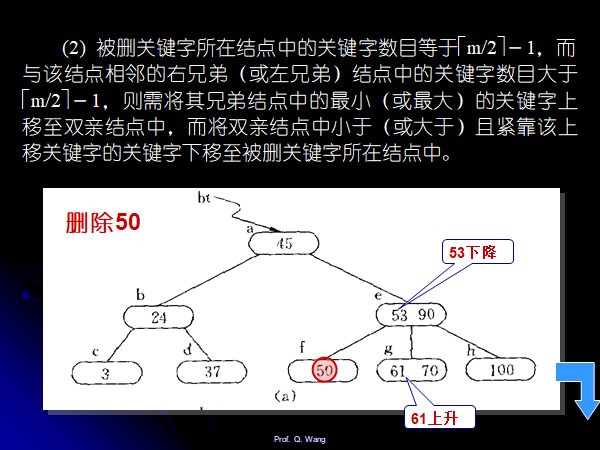 (2) 被删关键字所在结点中的关键字数目等于⌈m/2⌉－1，而
与该结点相邻的右兄弟（或左兄弟）结点中的关键字数目大于
⌈m/2⌉－1，则需将其兄弟结点中的最小（或最大）的关键字上
移至双亲结点中，而将双亲结点中小于（或大于）且紧靠该上
移关键字的关键字下移至被删关键字所在结点中。
bt
删除50
a
45
53下降
b
e
24
53 90
c
d
f
g
h
3
37
50
61 70
100
(a)
61上升
Prof. Q. Wang